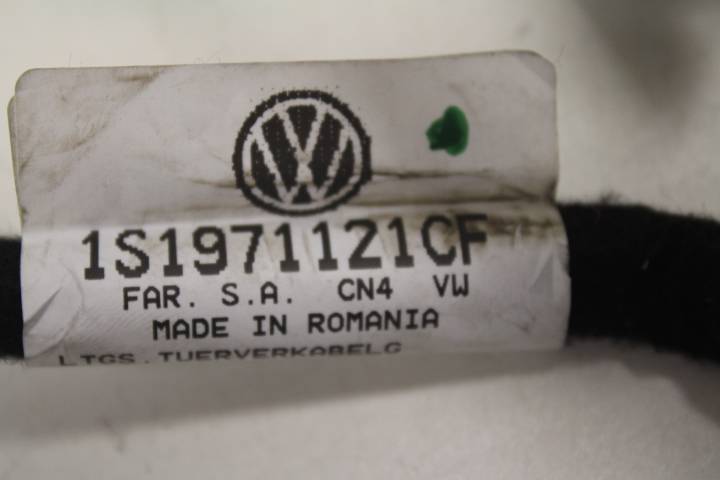 1S1971121CF
FAR. S.A. CN4 VW
MADE IN ROMANIA
LTGS.TUERVERKABELG